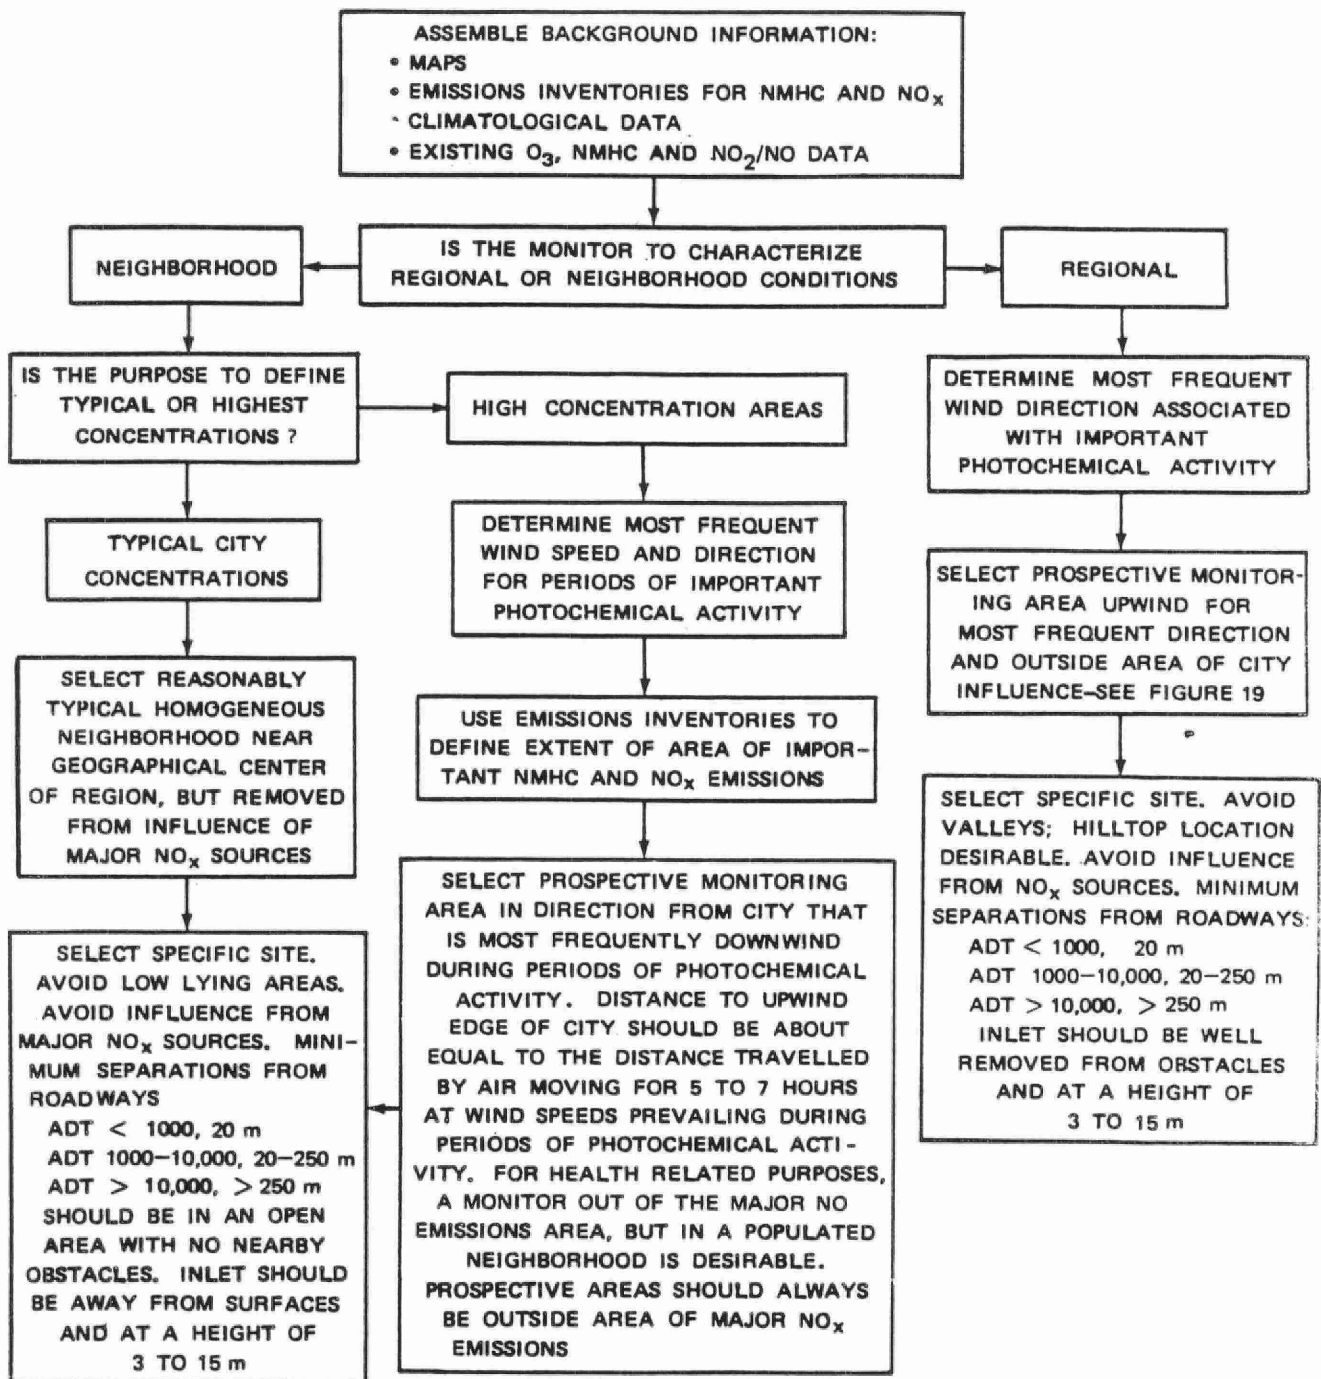 ASSEMBLE BACKGROUND INFORMATION:
• MAPS
• EMISSIONS INVENTORIES FOR NMHC AND NOx
• CLIMATOLOGICAL DATA
• EXISTING O3, NMHC AND NO2/NO DATA
IS THE MONITOR TO CHARACTERIZE
REGIONAL OR NEIGHBORHOOD CONDITIONS
NEIGHBORHOOD
REGIONAL
IS THE PURPOSE TO DEFINE
TYPICAL OR HIGHEST
CONCENTRATIONS ?
TYPICAL CITY
CONCENTRATIONS
SELECT REASONABLY
TYPICAL HOMOGENEOUS
NEIGHBORHOOD NEAR
GEOGRAPHICAL CENTER
OF REGION, BUT REMOVED
FROM INFLUENCE OF
MAJOR NOx SOURCES
SELECT SPECIFIC SITE.
AVOID LOW LYING AREAS.
AVOID INFLUENCE FROM
MAJOR NOx SOURCES. MINI-
MUM SEPARATIONS FROM
ROADWAYS
ADT < 1000, 20 m
ADT 1000–10,000, 20–250 m
ADT > 10,000, > 250 m
SHOULD BE IN AN OPEN
AREA WITH NO NEARBY
OBSTACLES. INLET SHOULD
BE AWAY FROM SURFACES
AND AT A HEIGHT OF
3 TO 15 m
HIGH CONCENTRATION AREAS
DETERMINE MOST FREQUENT
WIND SPEED AND DIRECTION
FOR PERIODS OF IMPORTANT
PHOTOCHEMICAL ACTIVITY
USE EMISSIONS INVENTORIES TO
DEFINE EXTENT OF AREA OF IMPOR-
TANT NMHC AND NOx EMISSIONS
SELECT PROSPECTIVE MONITORING
AREA IN DIRECTION FROM CITY THAT
IS MOST FREQUENTLY DOWNWIND
DURING PERIODS OF PHOTOCHEMICAL
ACTIVITY. DISTANCE TO UPWIND
EDGE OF CITY SHOULD BE ABOUT
EQUAL TO THE DISTANCE TRAVELLED
BY AIR MOVING FOR 5 TO 7 HOURS
AT WIND SPEEDS PREVAILING DURING
PERIODS OF PHOTOCHEMICAL ACTI-
VITY. FOR HEALTH RELATED PURPOSES,
A MONITOR OUT OF THE MAJOR NO
EMISSIONS AREA, BUT IN A POPULATED
NEIGHBORHOOD IS DESIRABLE.
PROSPECTIVE AREAS SHOULD ALWAYS
BE OUTSIDE AREA OF MAJOR NOx
EMISSIONS
DETERMINE MOST FREQUENT
WIND DIRECTION ASSOCIATED
WITH IMPORTANT
PHOTOCHEMICAL ACTIVITY
SELECT PROSPECTIVE MONITOR-
ING AREA UPWIND FOR
MOST FREQUENT DIRECTION
AND OUTSIDE AREA OF CITY
INFLUENCE–SEE FIGURE 19
SELECT SPECIFIC SITE. AVOID
VALLEYS; HILLTOP LOCATION
DESIRABLE. AVOID INFLUENCE
FROM NOx SOURCES. MINIMUM
SEPARATIONS FROM ROADWAYS:
ADT < 1000, 20 m
ADT 1000–10,000, 20–250 m
ADT > 10,000, > 250 m
INLET SHOULD BE WELL
REMOVED FROM OBSTACLES
AND AT A HEIGHT OF
3 TO 15 m